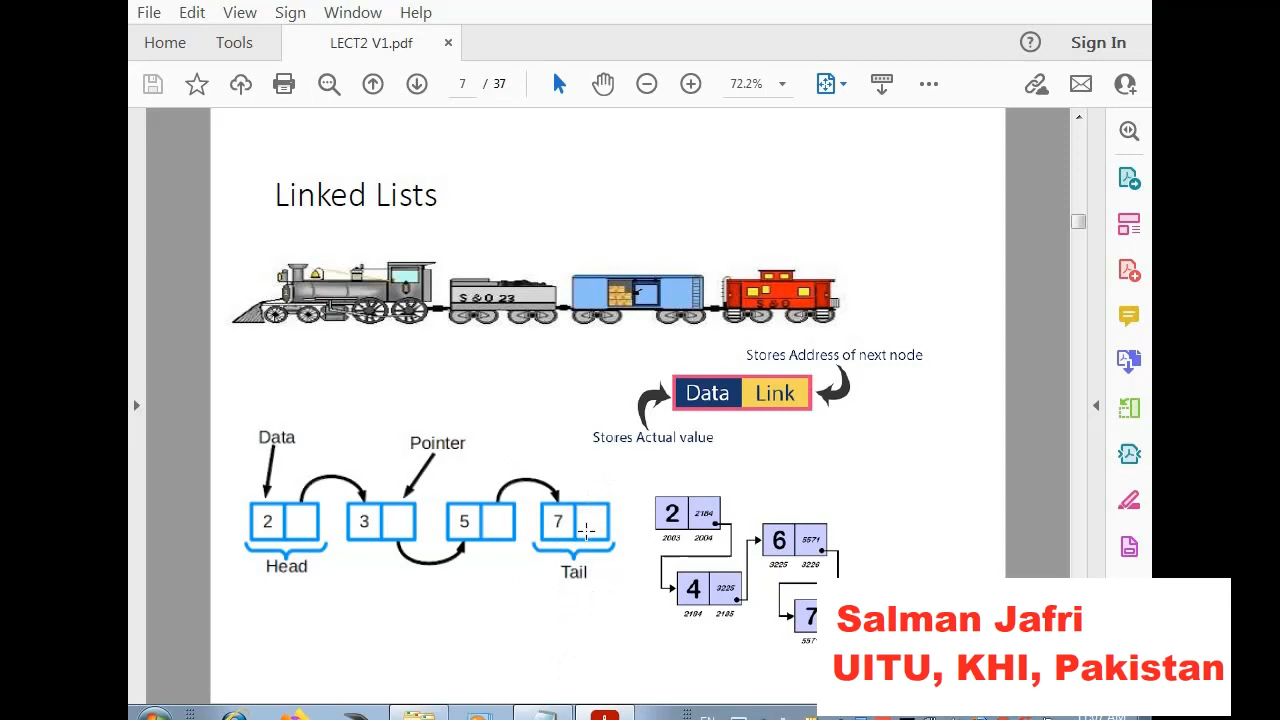 File Edit View Sign Window Help
Home Tools LECT2 V1.pdf × ? Sign In
7 / 37 72.2%
Linked Lists
S & O 23
S & O
Stores Address of next node
Data Link
Stores Actual value
Data Pointer
2 3 5 7
Head Tail
2 2184
2003 2004
6 5571
3225 3226
4 3225
2184 2185
7
Salman Jafri
UITU, KHI, Pakistan
EN